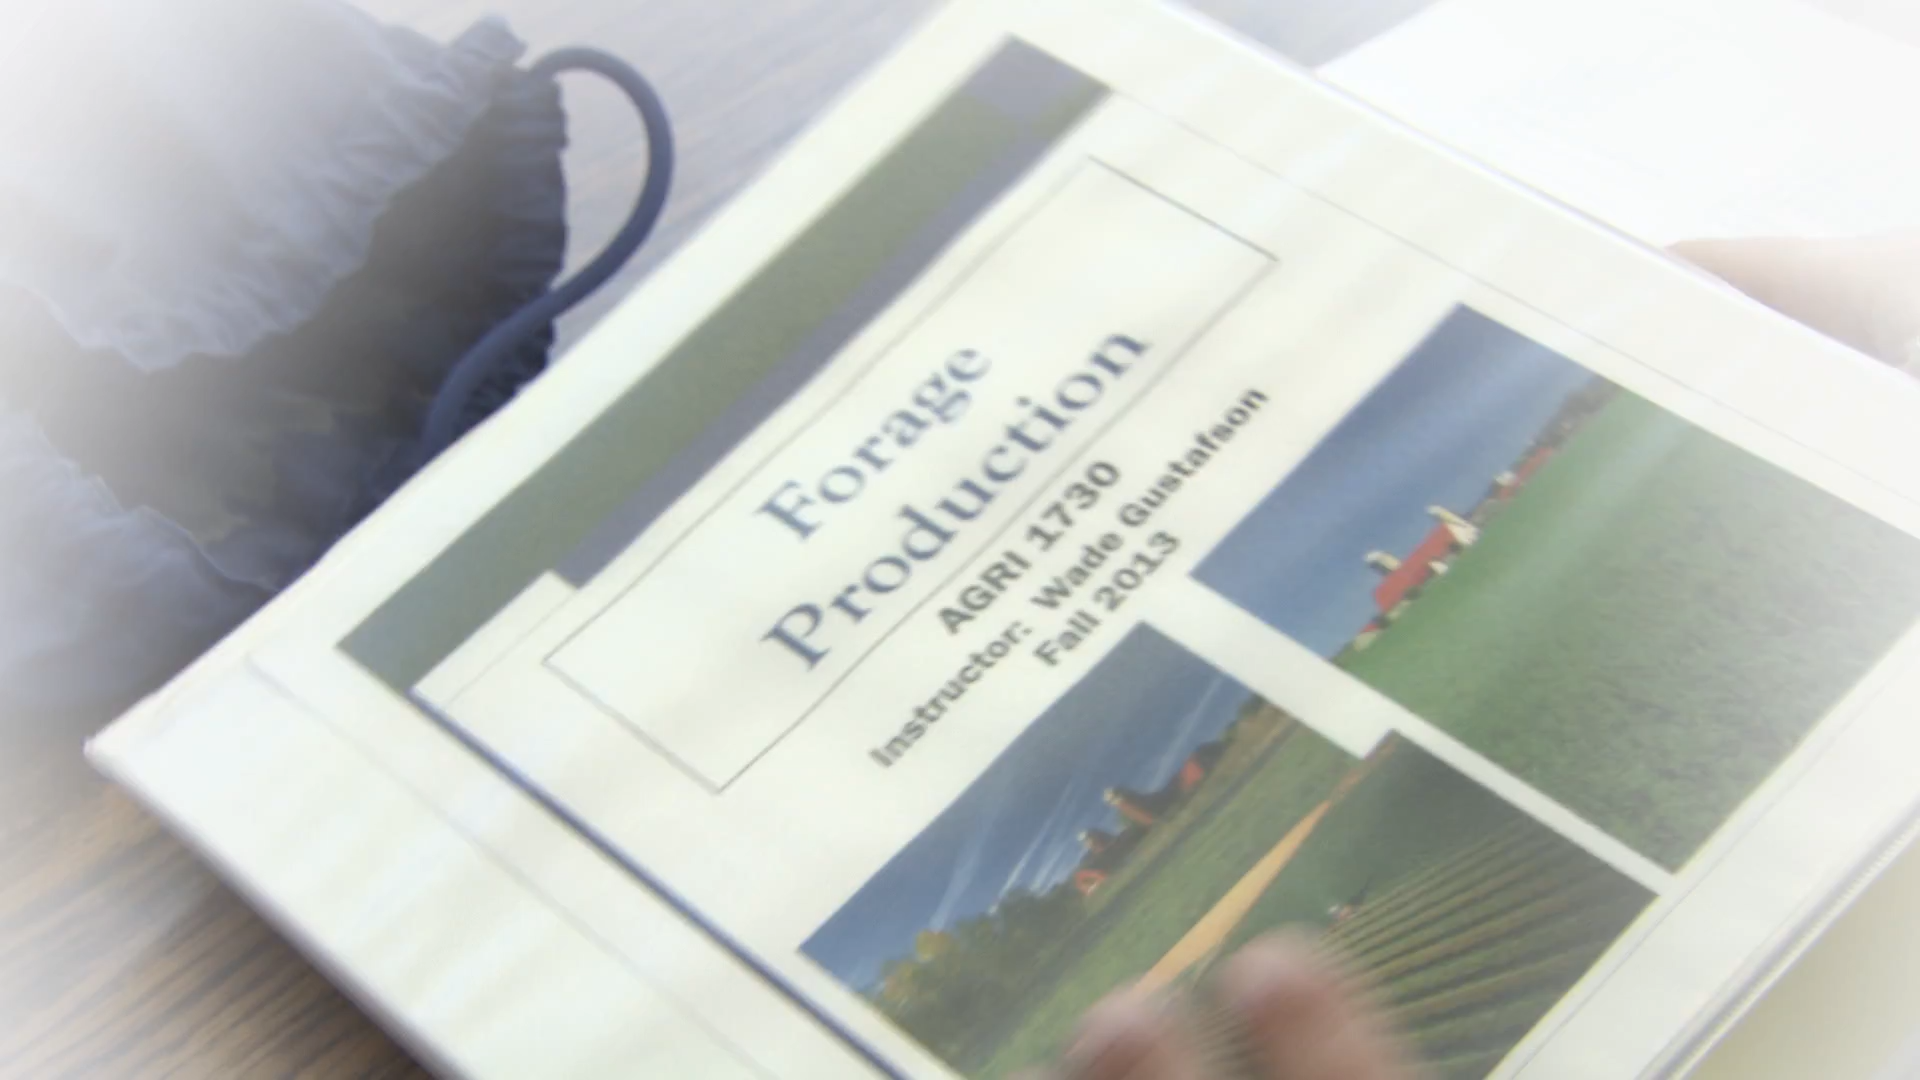 Forage
Production
AGRI 1730
Instructor: Wade Gustafson
Fall 2013